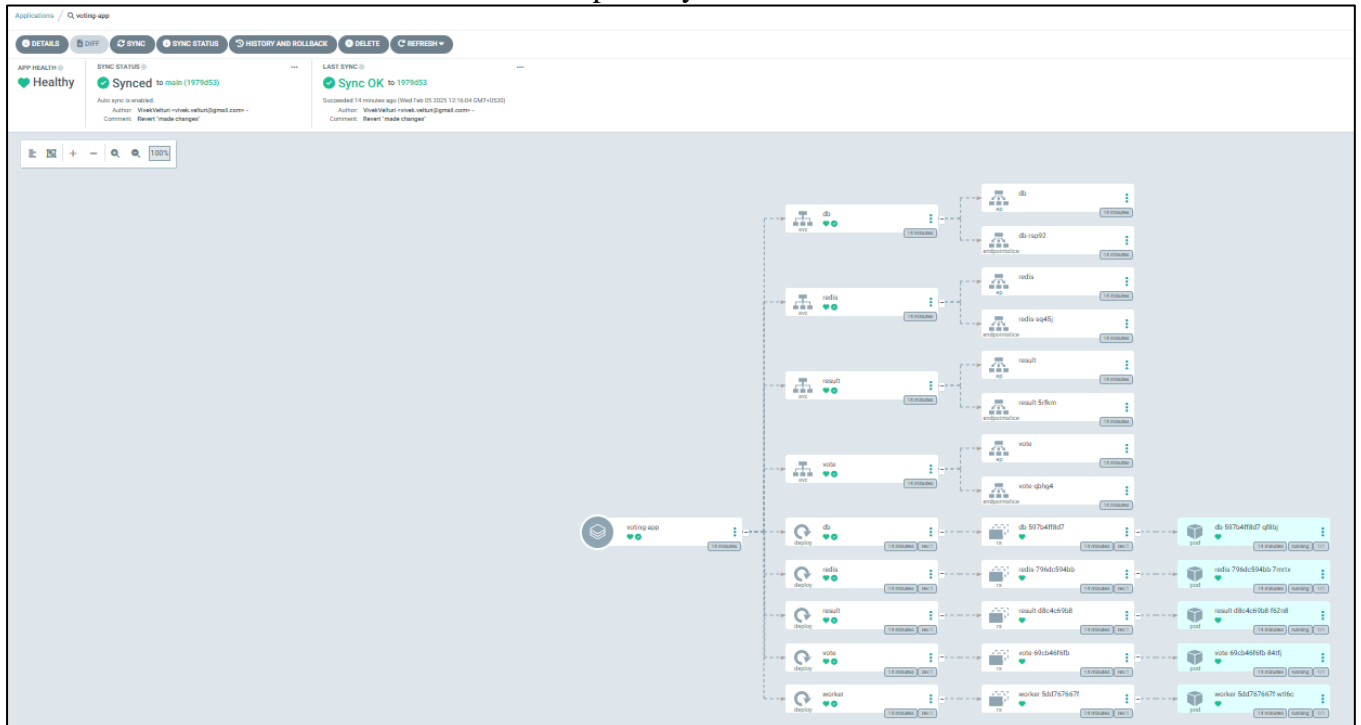 Applications / voting-app
DETAILS DIFF SYNC SYNC STATUS HISTORY AND ROLLBACK DELETE REFRESH
APP HEALTH
Healthy
SYNC STATUS
Synced to main (1979d53)
Auto sync is enabled.
Author: VivekVelturi <vivek.velturi@gmail.com> -
Comment: Revert "made changes"
LAST SYNC
Sync OK to 1979d53
Succeeded 14 minutes ago (Wed Feb 05 2025 12:16:04 GMT+0530)
Author: VivekVelturi <vivek.velturi@gmail.com> -
Comment: Revert "made changes"
100%
db
ep
14 minutes
db
svc
14 minutes
db-rsp92
endpointslice
14 minutes
redis
ep
14 minutes
redis
svc
14 minutes
redis-sq45j
endpointslice
14 minutes
result
ep
14 minutes
result
svc
14 minutes
result-5rfkm
endpointslice
14 minutes
vote
ep
14 minutes
vote
svc
14 minutes
vote-qbhg4
endpointslice
14 minutes
voting-app
14 minutes
db
deploy
14 minutes rev:1
db-597b4ff8d7
rs
14 minutes rev:1
db-597b4ff8d7-qf8bj
pod
14 minutes running 1/1
redis
deploy
14 minutes rev:1
redis-796dc594bb
rs
14 minutes rev:1
redis-796dc594bb-7mrtx
pod
14 minutes running 1/1
result
deploy
14 minutes rev:1
result-d8c4c69b8
rs
14 minutes rev:1
result-d8c4c69b8-f62n8
pod
14 minutes running 1/1
vote
deploy
14 minutes rev:1
vote-69cb46f6fb
rs
14 minutes rev:1
vote-69cb46f6fb-84tfj
pod
14 minutes running 1/1
worker
deploy
14 minutes rev:1
worker-5dd767667f
rs
14 minutes rev:1
worker-5dd767667f-wtl6c
pod
14 minutes running 1/1